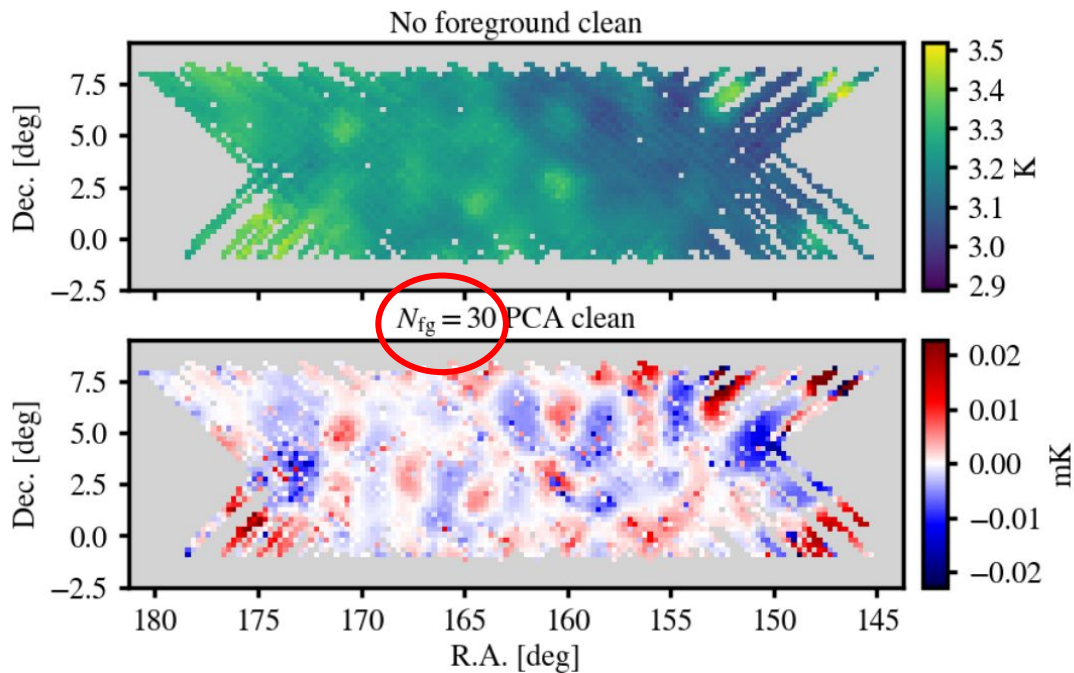 No foreground clean
7.5
5.0
2.5
0.0
−2.5
Dec. [deg]
3.5
3.4
3.3
3.2
3.1
3.0
2.9
K
N_fg = 30 PCA clean
7.5
5.0
2.5
0.0
−2.5
Dec. [deg]
0.02
0.01
0.00
−0.01
−0.02
mK
180 175 170 165 160 155 150 145
R.A. [deg]